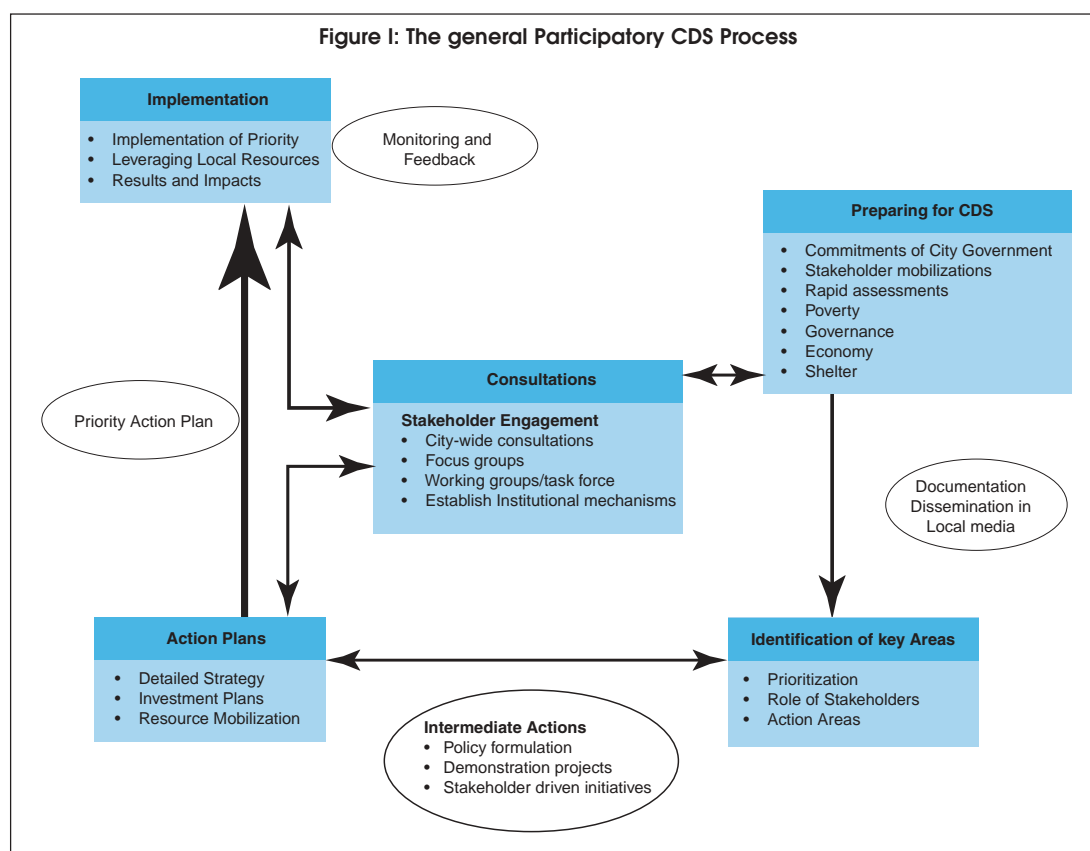 Figure I: The general Participatory CDS Process
Implementation
• Implementation of Priority
• Leveraging Local Resources
• Results and Impacts
Monitoring and
Feedback
Preparing for CDS
• Commitments of City Government
• Stakeholder mobilizations
• Rapid assessments
• Poverty
• Governance
• Economy
• Shelter
Consultations
Stakeholder Engagement
• City-wide consultations
• Focus groups
• Working groups/task force
• Establish Institutional mechanisms
Priority Action Plan
Documentation
Dissemination in
Local media
Action Plans
• Detailed Strategy
• Investment Plans
• Resource Mobilization
Identification of key Areas
• Prioritization
• Role of Stakeholders
• Action Areas
Intermediate Actions
• Policy formulation
• Demonstration projects
• Stakeholder driven initiatives